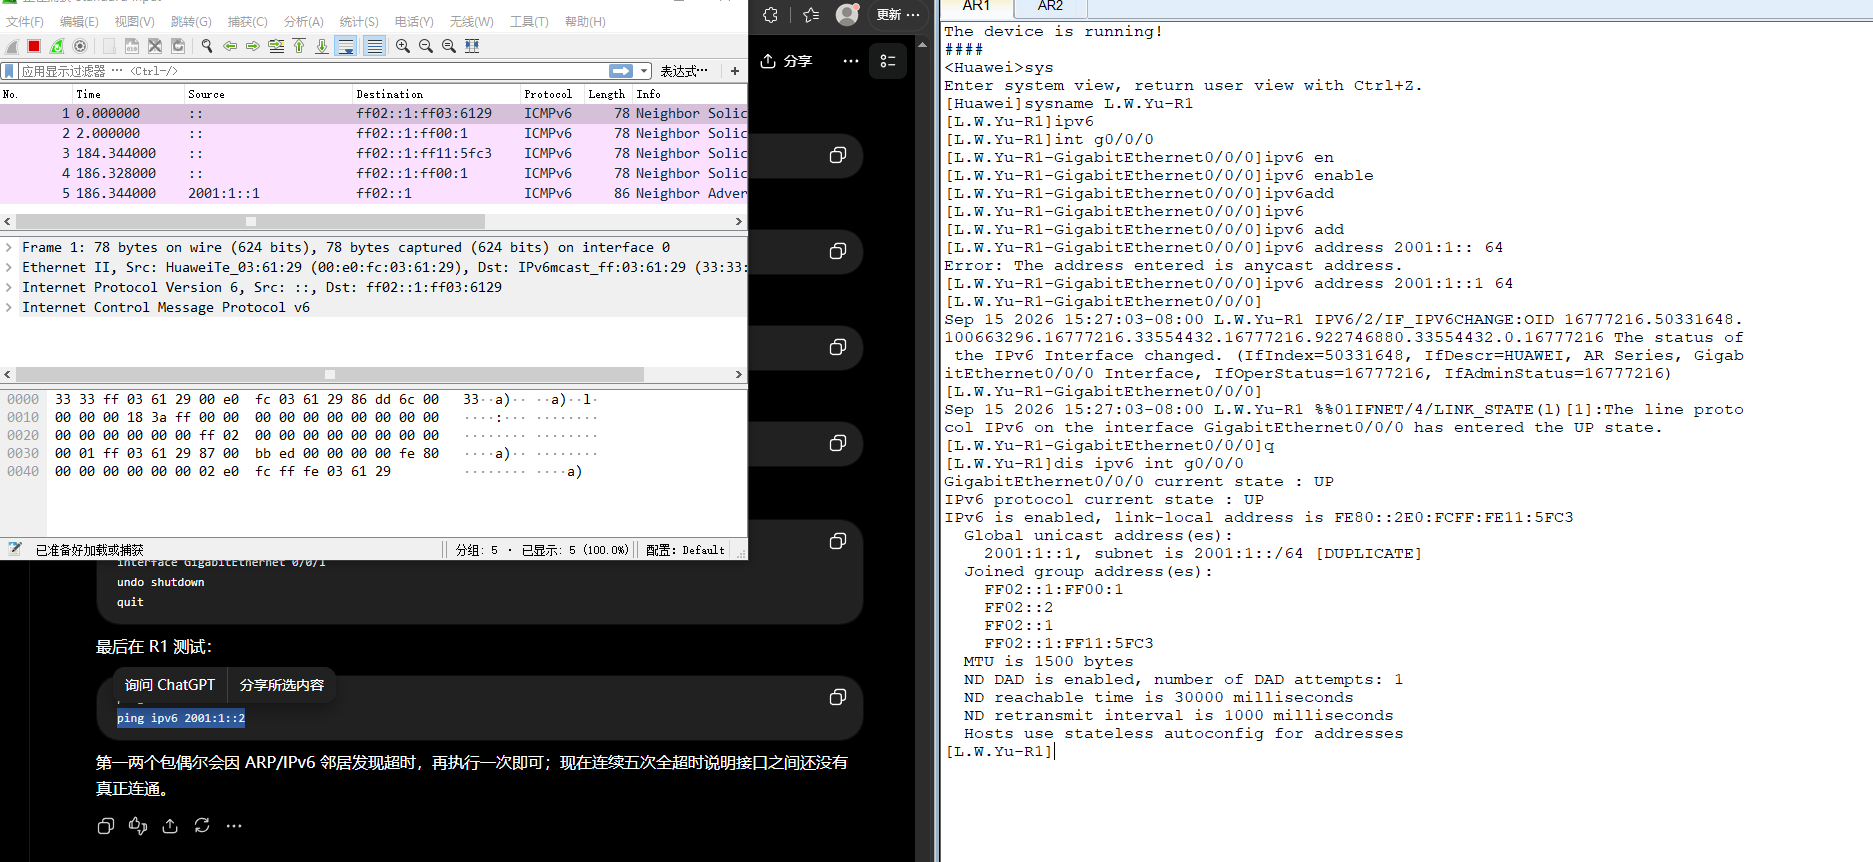 文件(F) 编辑(E) 视图(V) 跳转(G) 捕获(C) 分析(A) 统计(S) 电话(Y) 无线(W) 工具(T) 帮助(H)
应用显示过滤器 … <Ctrl-/>
表达式…
+
No. Time Source Destination Protocol Length Info
1 0.000000 :: ff02::1:ff03:6129 ICMPv6 78 Neighbor Solic
2 2.000000 :: ff02::1:ff00:1 ICMPv6 78 Neighbor Solic
3 184.344000 :: ff02::1:ff11:5fc3 ICMPv6 78 Neighbor Solic
4 186.328000 :: ff02::1:ff00:1 ICMPv6 78 Neighbor Solic
5 186.344000 2001:1::1 ff02::1 ICMPv6 86 Neighbor Adver
Frame 1: 78 bytes on wire (624 bits), 78 bytes captured (624 bits) on interface 0
Ethernet II, Src: HuaweiTe_03:61:29 (00:e0:fc:03:61:29), Dst: IPv6mcast_ff:03:61:29 (33:33:
Internet Protocol Version 6, Src: ::, Dst: ff02::1:ff03:6129
Internet Control Message Protocol v6
0000 33 33 ff 03 61 29 00 e0 fc 03 61 29 86 dd 6c 00 33··a)·· ··a)··l·
0010 00 00 00 18 3a ff 00 00 00 00 00 00 00 00 00 00 ····:··· ········
0020 00 00 00 00 00 00 ff 02 00 00 00 00 00 00 00 00 ········ ········
0030 00 01 ff 03 61 29 87 00 bb ed 00 00 00 00 fe 80 ····a)·· ········
0040 00 00 00 00 00 00 02 e0 fc ff fe 03 61 29 ········ ····a)
已准备好加载或捕获
分组: 5 · 已显示: 5 (100.0%)
配置: Default
更新 …
分享
interface GigabitEthernet 0/0/1
undo shutdown
quit
最后在 R1 测试：
询问 ChatGPT
分享所选内容
ping ipv6 2001:1::2
第一两个包偶尔会因 ARP/IPv6 邻居发现超时，再执行一次即可；现在连续五次全超时说明接口之间还没有
真正连通。
AR1
AR2
The device is running!
####
<Huawei>sys
Enter system view, return user view with Ctrl+Z.
[Huawei]sysname L.W.Yu-R1
[L.W.Yu-R1]ipv6
[L.W.Yu-R1]int g0/0/0
[L.W.Yu-R1-GigabitEthernet0/0/0]ipv6 en
[L.W.Yu-R1-GigabitEthernet0/0/0]ipv6 enable
[L.W.Yu-R1-GigabitEthernet0/0/0]ipv6add
[L.W.Yu-R1-GigabitEthernet0/0/0]ipv6
[L.W.Yu-R1-GigabitEthernet0/0/0]ipv6 add
[L.W.Yu-R1-GigabitEthernet0/0/0]ipv6 address 2001:1:: 64
Error: The address entered is anycast address.
[L.W.Yu-R1-GigabitEthernet0/0/0]ipv6 address 2001:1::1 64
[L.W.Yu-R1-GigabitEthernet0/0/0]
Sep 15 2026 15:27:03-08:00 L.W.Yu-R1 IPV6/2/IF_IPV6CHANGE:OID 16777216.50331648.
100663296.16777216.33554432.16777216.922746880.33554432.0.16777216 The status of
the IPv6 Interface changed. (IfIndex=50331648, IfDescr=HUAWEI, AR Series, Gigab
itEthernet0/0/0 Interface, IfOperStatus=16777216, IfAdminStatus=16777216)
[L.W.Yu-R1-GigabitEthernet0/0/0]
Sep 15 2026 15:27:03-08:00 L.W.Yu-R1 %%01IFNET/4/LINK_STATE(l)[1]:The line proto
col IPv6 on the interface GigabitEthernet0/0/0 has entered the UP state.
[L.W.Yu-R1-GigabitEthernet0/0/0]q
[L.W.Yu-R1]dis ipv6 int g0/0/0
GigabitEthernet0/0/0 current state : UP
IPv6 protocol current state : UP
IPv6 is enabled, link-local address is FE80::2E0:FCFF:FE11:5FC3
Global unicast address(es):
2001:1::1, subnet is 2001:1::/64 [DUPLICATE]
Joined group address(es):
FF02::1:FF00:1
FF02::2
FF02::1
FF02::1:FF11:5FC3
MTU is 1500 bytes
ND DAD is enabled, number of DAD attempts: 1
ND reachable time is 30000 milliseconds
ND retransmit interval is 1000 milliseconds
Hosts use stateless autoconfig for addresses
[L.W.Yu-R1]